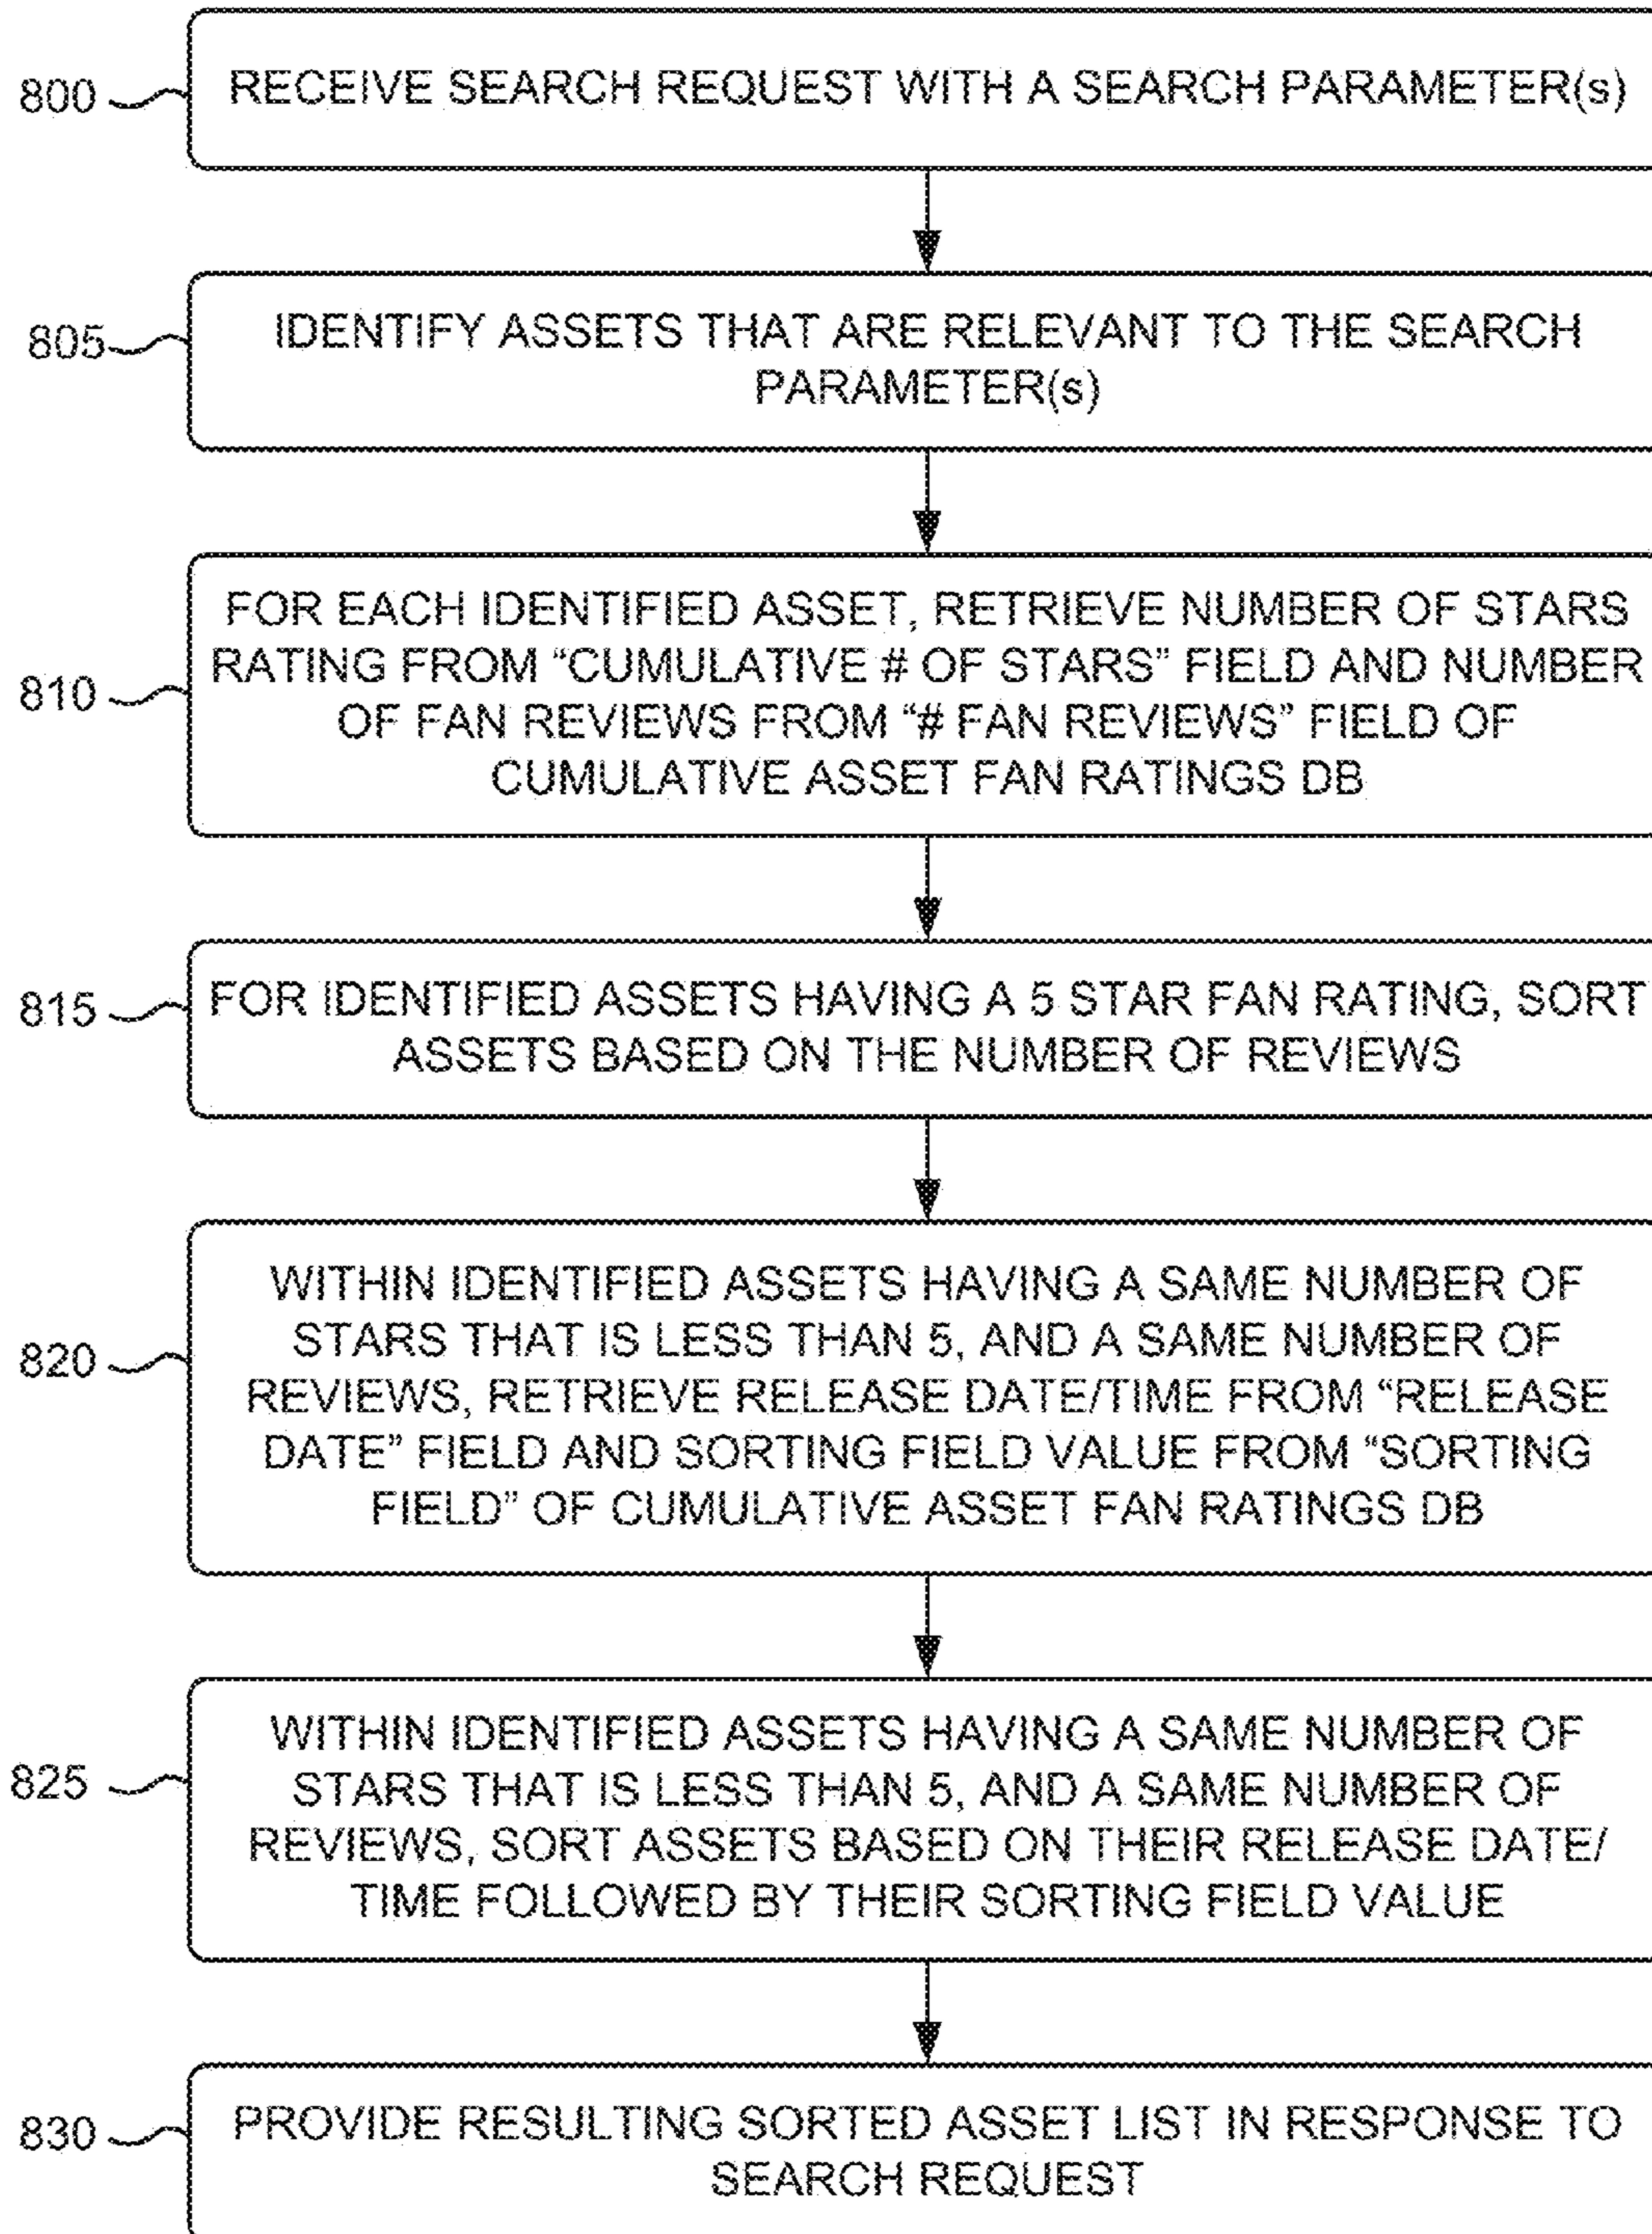 800
RECEIVE SEARCH REQUEST WITH A SEARCH PARAMETER(s)
805
IDENTIFY ASSETS THAT ARE RELEVANT TO THE SEARCH
PARAMETER(s)
810
FOR EACH IDENTIFIED ASSET, RETRIEVE NUMBER OF STARS
RATING FROM “CUMULATIVE # OF STARS” FIELD AND NUMBER
OF FAN REVIEWS FROM “# FAN REVIEWS” FIELD OF
CUMULATIVE ASSET FAN RATINGS DB
815
FOR IDENTIFIED ASSETS HAVING A 5 STAR FAN RATING, SORT
ASSETS BASED ON THE NUMBER OF REVIEWS
820
WITHIN IDENTIFIED ASSETS HAVING A SAME NUMBER OF
STARS THAT IS LESS THAN 5, AND A SAME NUMBER OF
REVIEWS, RETRIEVE RELEASE DATE/TIME FROM “RELEASE
DATE” FIELD AND SORTING FIELD VALUE FROM “SORTING
FIELD” OF CUMULATIVE ASSET FAN RATINGS DB
825
WITHIN IDENTIFIED ASSETS HAVING A SAME NUMBER OF
STARS THAT IS LESS THAN 5, AND A SAME NUMBER OF
REVIEWS, SORT ASSETS BASED ON THEIR RELEASE DATE/
TIME FOLLOWED BY THEIR SORTING FIELD VALUE
830
PROVIDE RESULTING SORTED ASSET LIST IN RESPONSE TO
SEARCH REQUEST